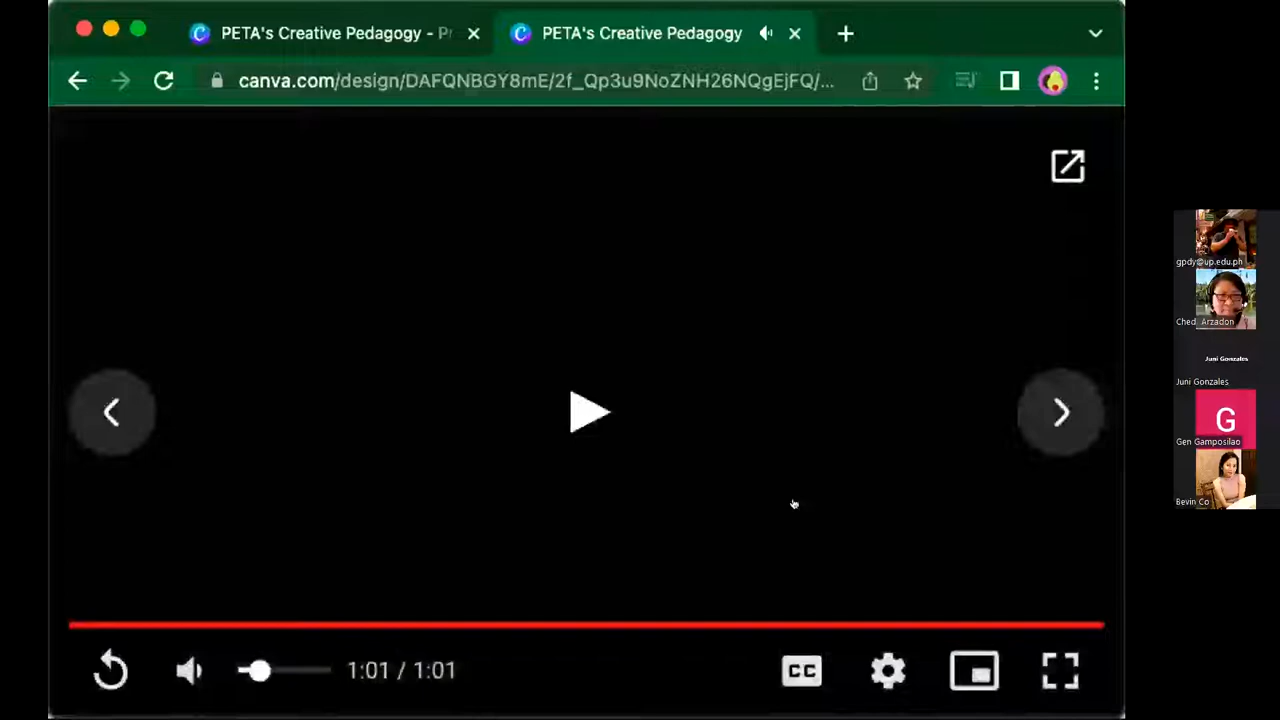 PETA's Creative Pedagogy - Pr
PETA's Creative Pedagogy
canva.com/design/DAFQNBGY8mE/2f_Qp3u9NoZNH26NQgEjFQ/...
1:01 / 1:01
CC
gpdy@up.edu.ph
Ched Arzadon
Juni Gonzales
Juni Gonzales
G
Gen Gamposilao
Bevin Co